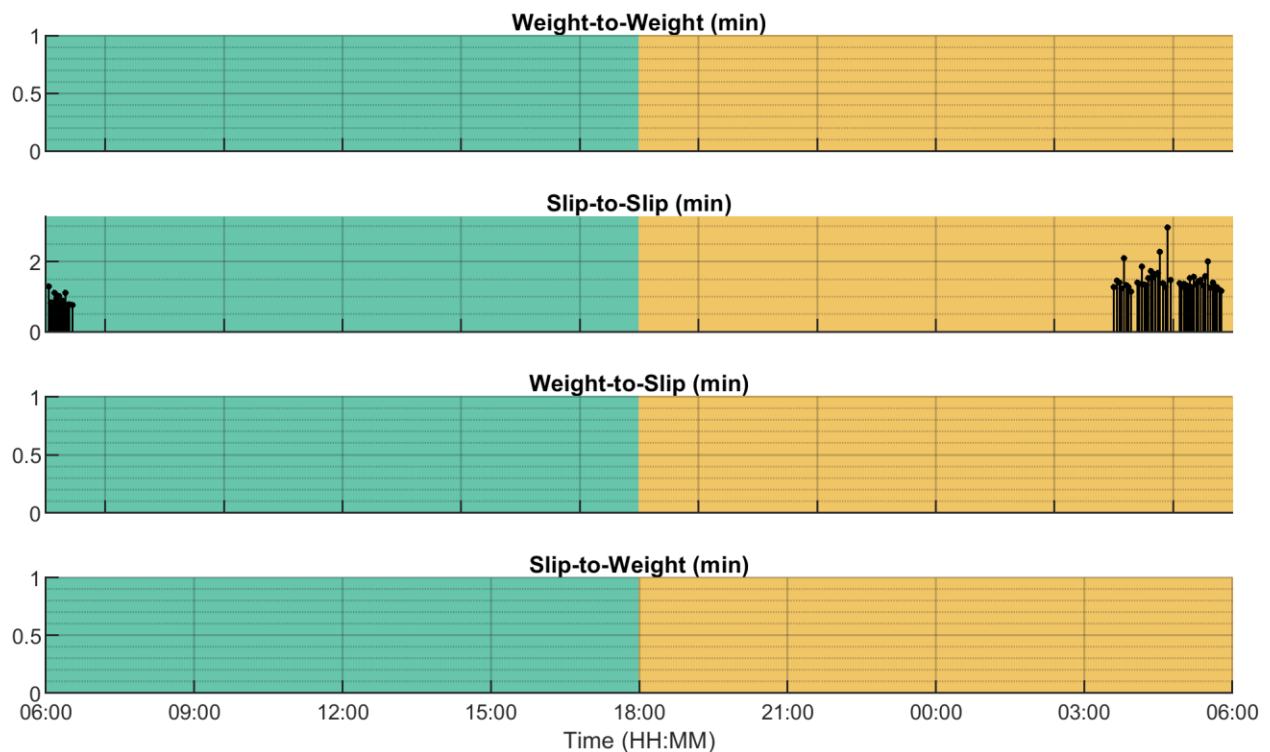 Weight-to-Weight (min)
1
0.5
0
Slip-to-Slip (min)
2
0
Weight-to-Slip (min)
1
0.5
0
Slip-to-Weight (min)
1
0.5
0
06:00 09:00 12:00 15:00 18:00 21:00 00:00 03:00 06:00
Time (HH:MM)